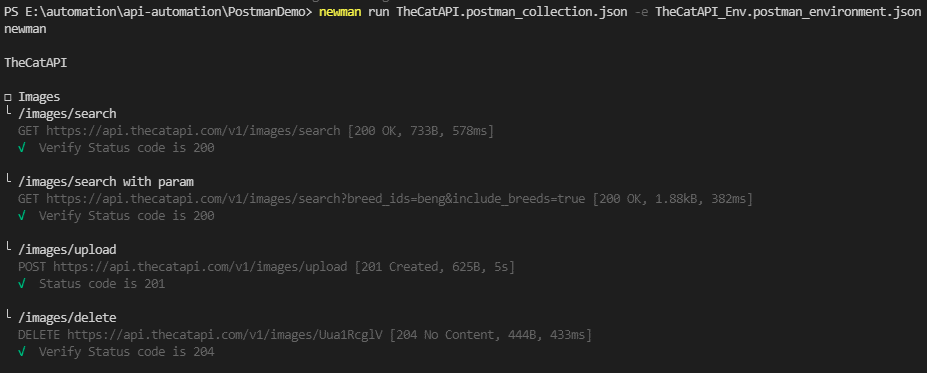 PS E:\automation\api-automation\PostmanDemo> newman run TheCatAPI.postman_collection.json -e TheCatAPI_Env.postman_environment.json
newman
TheCatAPI
□ Images
└ /images/search
GET https://api.thecatapi.com/v1/images/search [200 OK, 733B, 578ms]
√ Verify Status code is 200
└ /images/search with param
GET https://api.thecatapi.com/v1/images/search?breed_ids=beng&include_breeds=true [200 OK, 1.88kB, 382ms]
√ Verify Status code is 200
└ /images/upload
POST https://api.thecatapi.com/v1/images/upload [201 Created, 625B, 5s]
√ Status code is 201
└ /images/delete
DELETE https://api.thecatapi.com/v1/images/Uua1RcglV [204 No Content, 444B, 433ms]
√ Verify Status code is 204